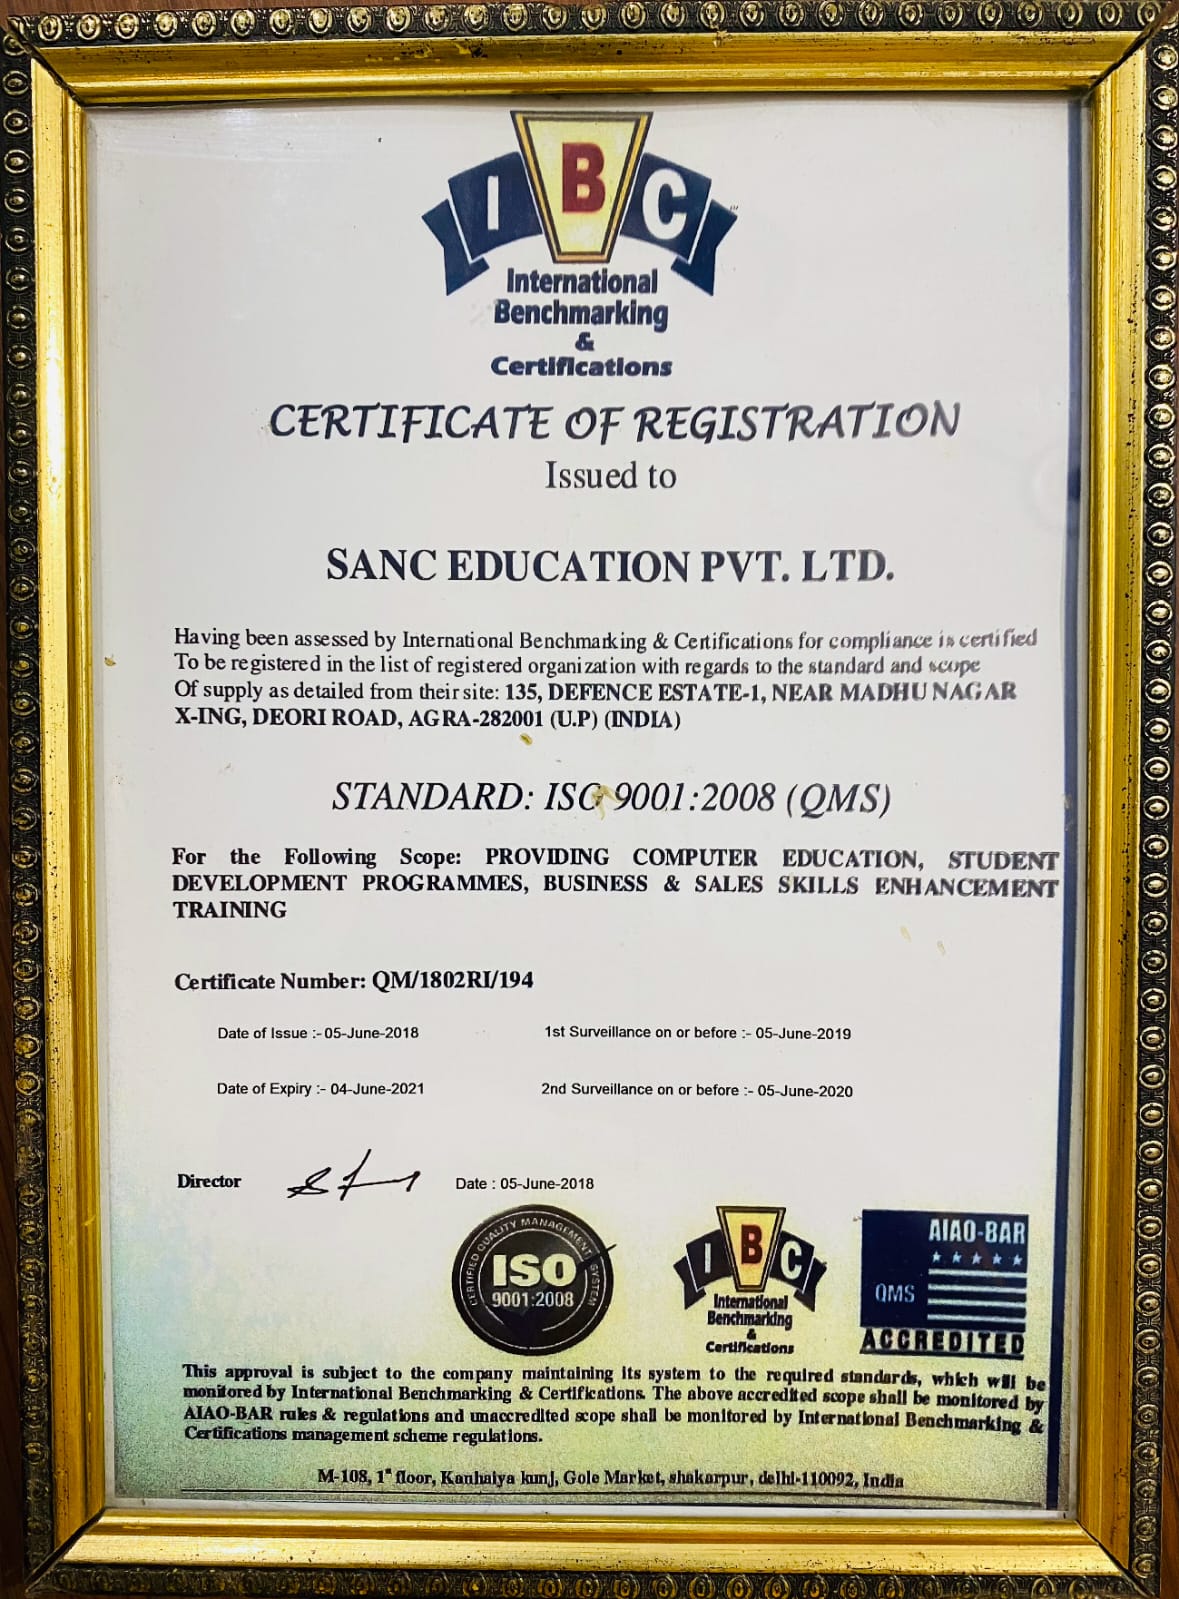 IBC
International
Benchmarking
&
Certifications
CERTIFICATE OF REGISTRATION
Issued to
SANC EDUCATION PVT. LTD.
Having been assessed by International Benchmarking & Certifications for compliance is certified
To be registered in the list of registered organization with regards to the standard and scope
Of supply as detailed from their site: 135, DEFENCE ESTATE-1, NEAR MADHU NAGAR
X-ING, DEORI ROAD, AGRA-282001 (U.P) (INDIA)
STANDARD: ISO 9001:2008 (QMS)
For the Following Scope: PROVIDING COMPUTER EDUCATION, STUDENT
DEVELOPMENT PROGRAMMES, BUSINESS & SALES SKILLS ENHANCEMENT
TRAINING
Certificate Number: QM/1802RI/194
Date of Issue :- 05-June-2018 1st Surveillance on or before :- 05-June-2019
Date of Expiry :- 04-June-2021 2nd Surveillance on or before :- 05-June-2020
Director Date : 05-June-2018
CERTIFIED QUALITY MANAGEMENT SYSTEM
ISO
9001:2008
IBC
International
Benchmarking
&
Certifications
AIAO-BAR
QMS
ACCREDITED
This approval is subject to the company maintaining its system to the required standards, which will be
monitored by International Benchmarking & Certifications. The above accredited scope shall be monitored by
AIAO-BAR rules & regulations and unaccredited scope shall be monitored by International Benchmarking &
Certifications management scheme regulations.
M-108, 1st floor, Kanhaiya kunj, Gole Market, shakarpur, delhi-110092, India